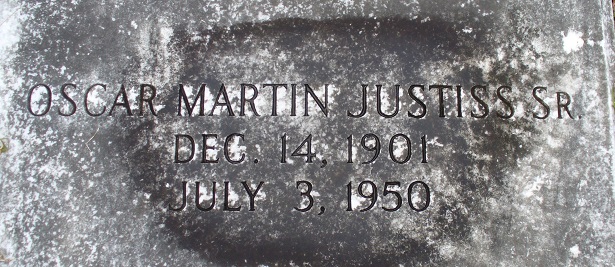 OSCAR MARTIN JUSTISS SR.
DEC. 14, 1901
JULY 3, 1950